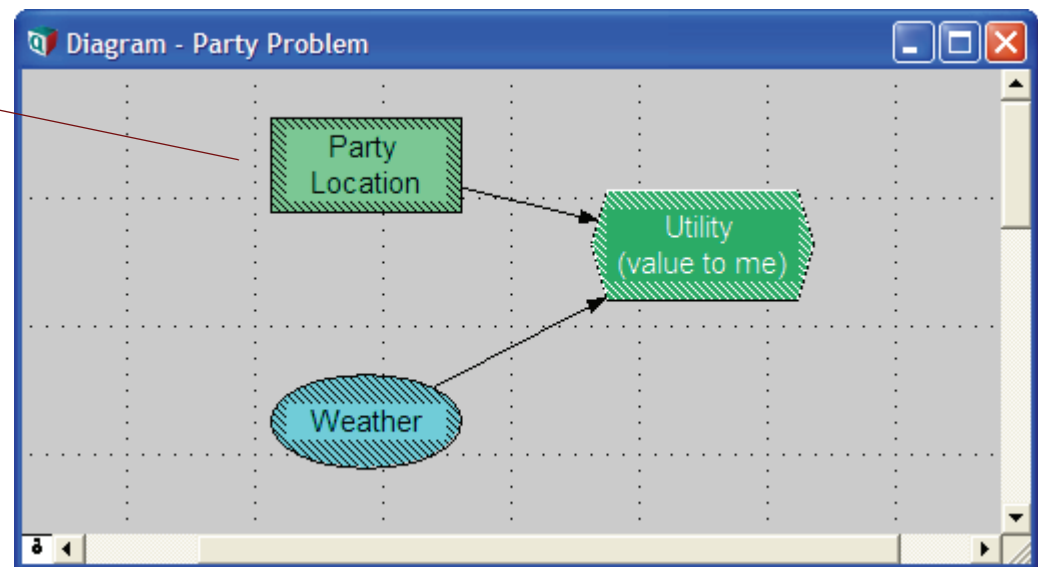 Diagram - Party Problem
Party
Location
Utility
(value to me)
Weather